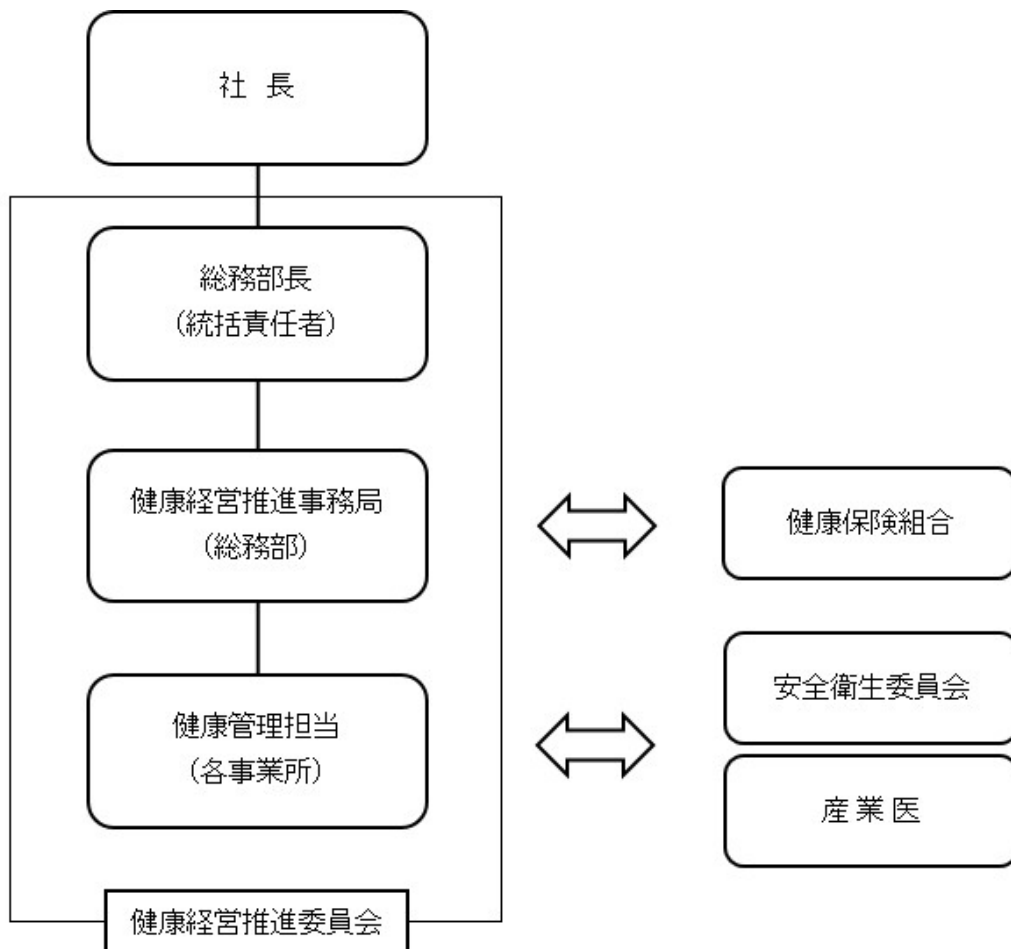 社 長
総務部長
（統括責任者）
健康経営推進事務局
（総務部）
健康保険組合
健康管理担当
（各事業所）
安全衛生委員会
産 業 医
健康経営推進委員会